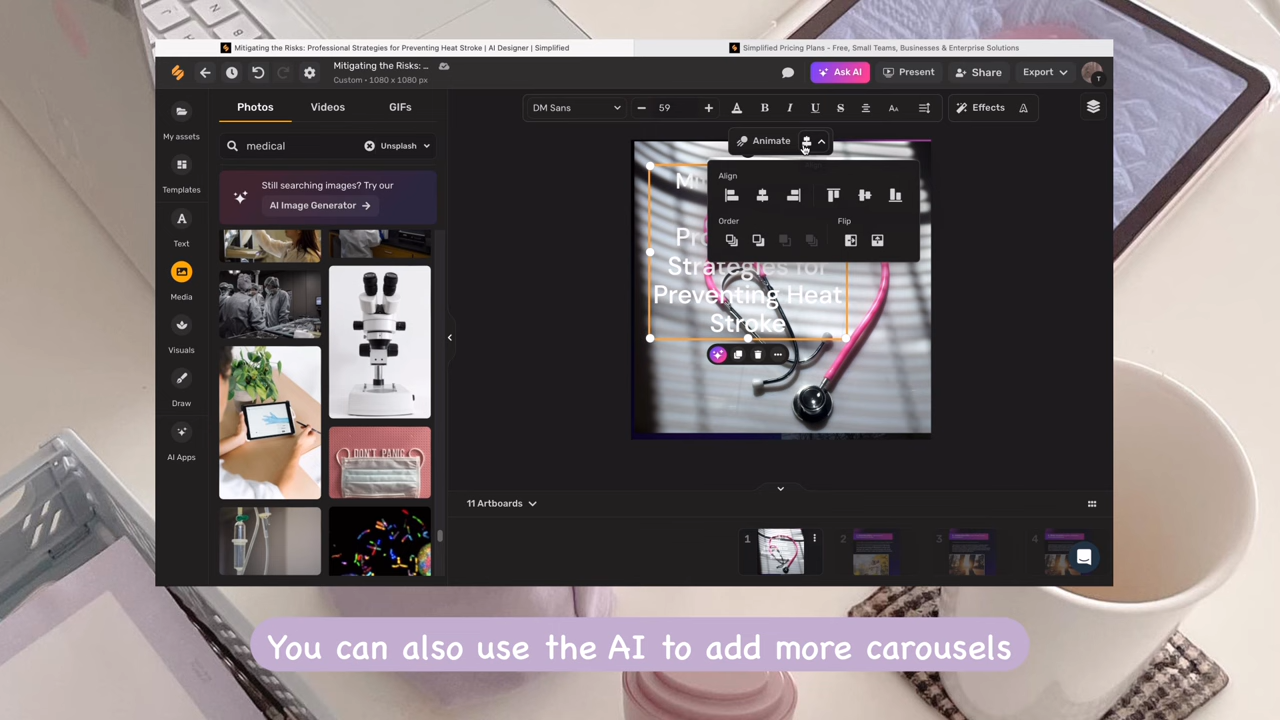 Mitigating the Risks: Professional Strategies for Preventing Heat Stroke | AI Designer | Simplified
Simplified Pricing Plans - Free, Small Teams, Businesses & Enterprise Solutions
Mitigating the Risks: ...
Custom • 1080 x 1080 px
Ask AI
Present
Share
Export
T
My assets
Templates
Text
Media
Visuals
Draw
AI Apps
Photos
Videos
GIFs
medical
Unsplash
Still searching images? Try our
AI Image Generator →
DON'T PANIC
DM Sans
59
A
B
I
U
S
Aᴀ
Effects
Animate
Align
Order
Flip
Strategies for
Preventing Heat
Stroke
11 Artboards
1
2
3
4
You can also use the AI to add more carousels